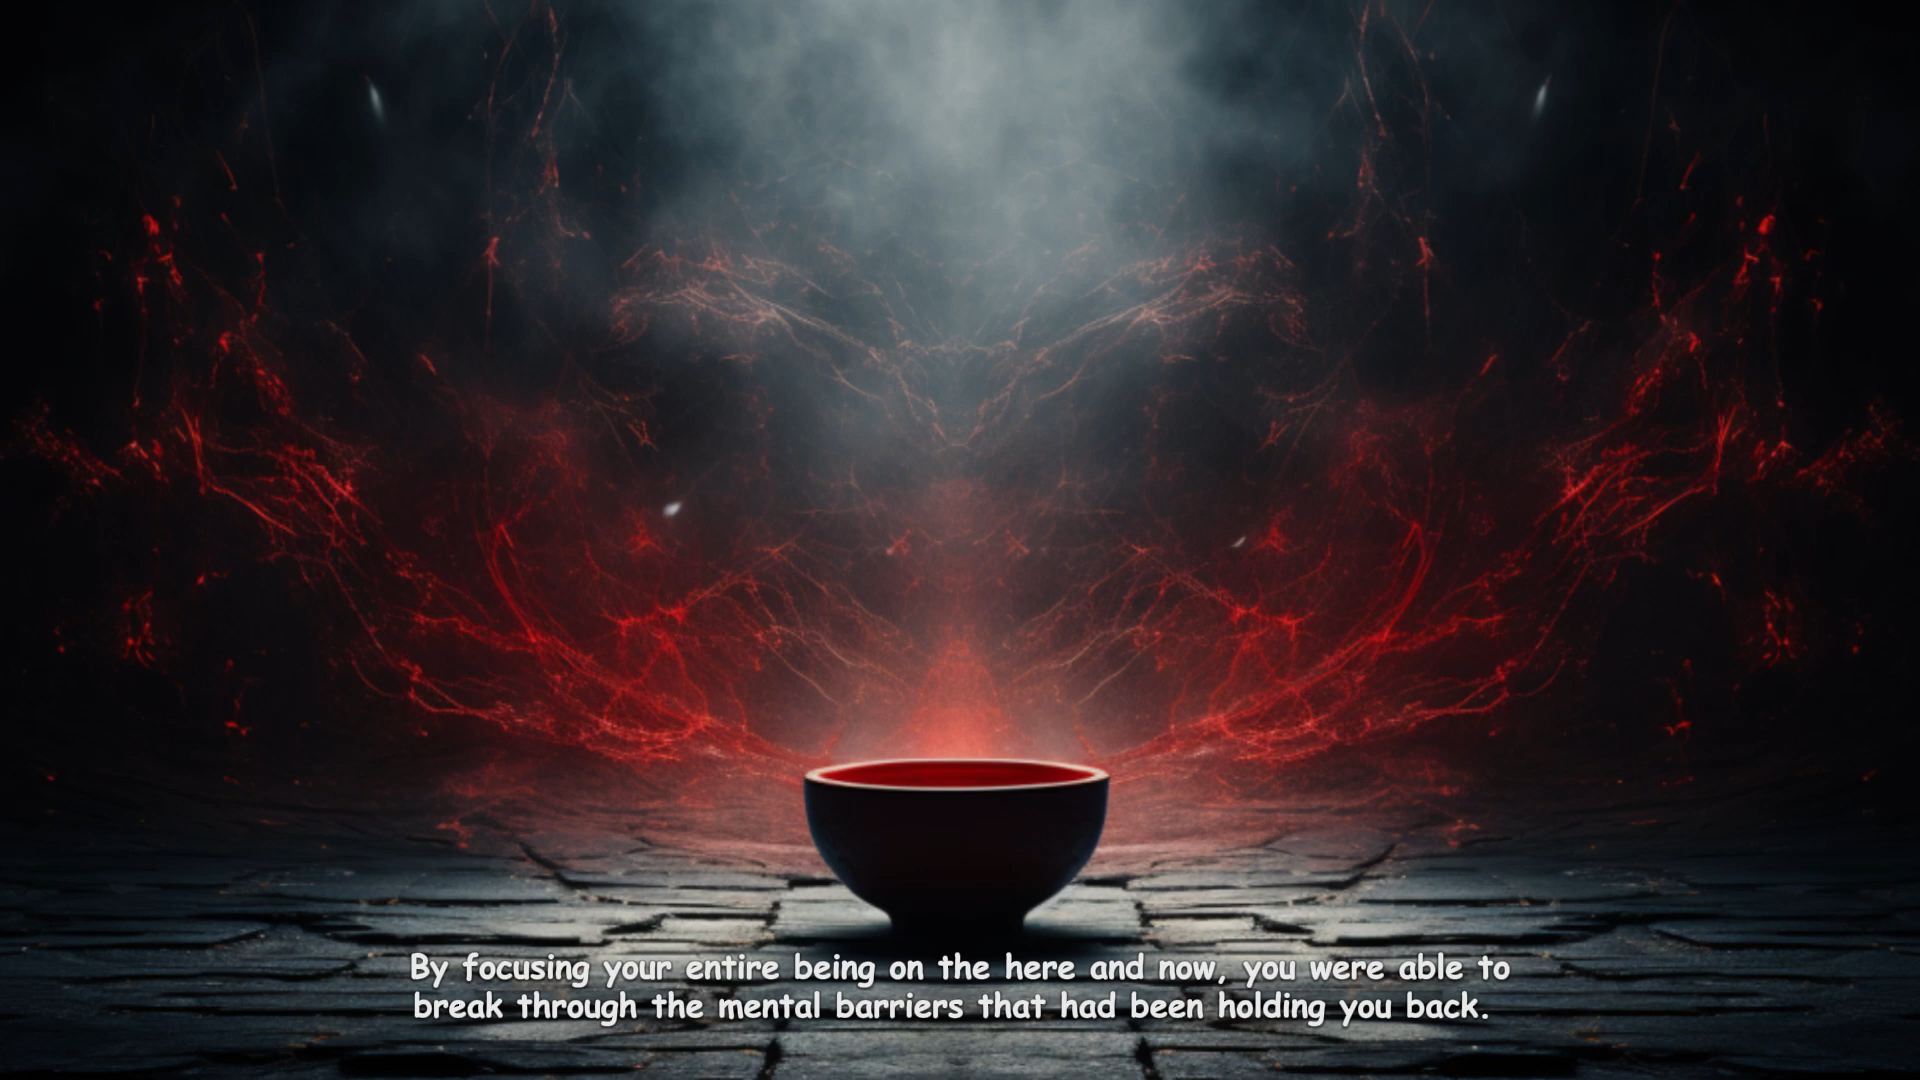 By focusing your entire being on the here and now, you were able to
break through the mental barriers that had been holding you back.